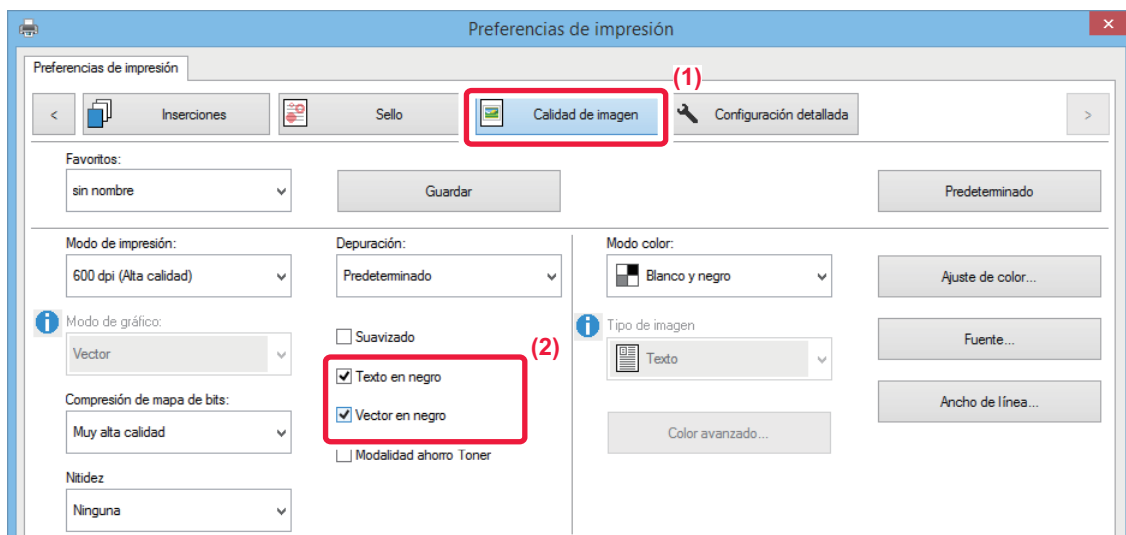 Preferencias de impresión
×
Preferencias de impresión
(1)
<
Inserciones
Sello
Calidad de imagen
Configuración detallada
>
Favoritos:
sin nombre
Guardar
Predeterminado
Modo de impresión:
600 dpi (Alta calidad)
Depuración:
Predeterminado
Modo color:
Blanco y negro
Ajuste de color...
Modo de gráfico:
Vector
Suavizado
(2)
Texto en negro
Vector en negro
Modalidad ahorro Toner
Tipo de imagen
Texto
Fuente...
Compresión de mapa de bits:
Muy alta calidad
Color avanzado...
Ancho de línea...
Nitidez
Ninguna